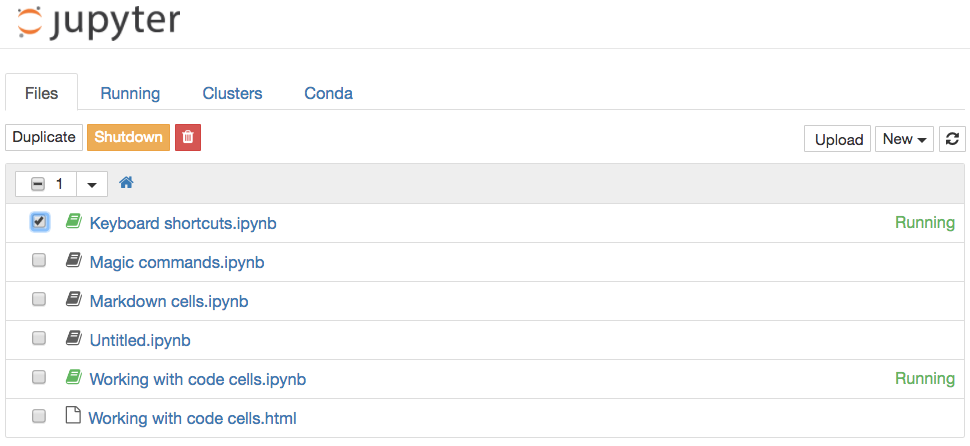 jupyter
Files Running Clusters Conda
Duplicate Shutdown Upload New
1
Keyboard shortcuts.ipynb Running
Magic commands.ipynb
Markdown cells.ipynb
Untitled.ipynb
Working with code cells.ipynb Running
Working with code cells.html